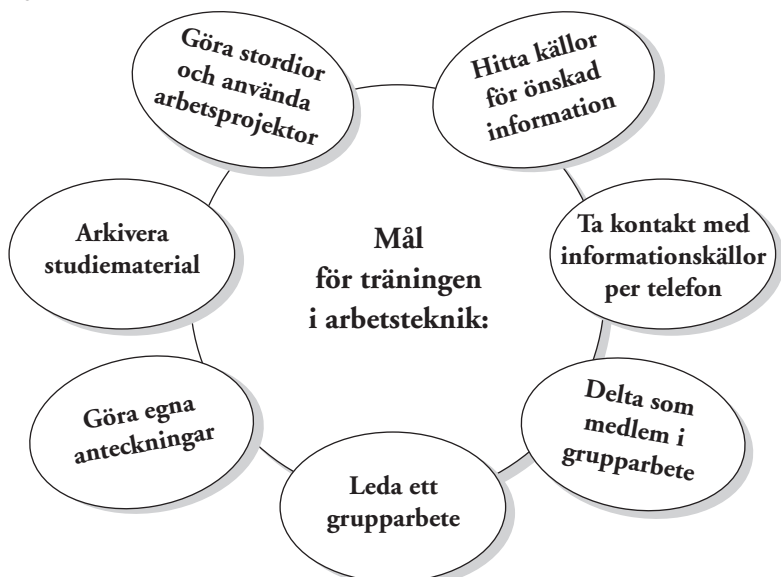 Mål
för träningen
i arbetsteknik:
Göra stordior
och använda
arbetsprojektor
Hitta källor
för önskad
information
Ta kontakt med
informationskällor
per telefon
Delta som
medlem i
grupparbete
Leda ett
grupparbete
Göra egna
anteckningar
Arkivera
studiematerial